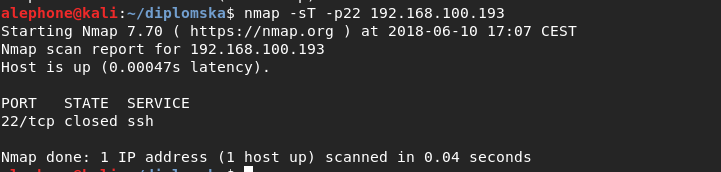 alephone@kali:~/diplomska$ nmap -sT -p22 192.168.100.193
Starting Nmap 7.70 ( https://nmap.org ) at 2018-06-10 17:07 CEST
Nmap scan report for 192.168.100.193
Host is up (0.00047s latency).
PORT   STATE  SERVICE
22/tcp closed ssh
Nmap done: 1 IP address (1 host up) scanned in 0.04 seconds
alephone@kali:~/diplomska$